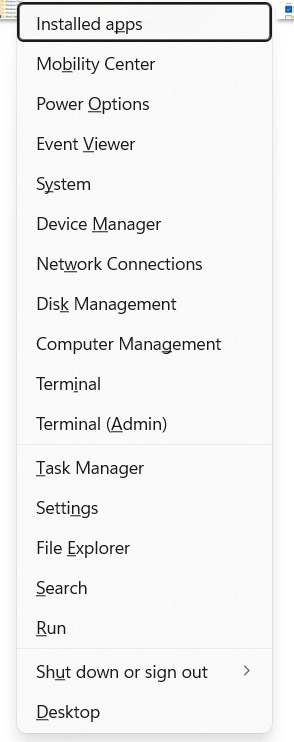 Installed apps
Mobility Center
Power Options
Event Viewer
System
Device Manager
Network Connections
Disk Management
Computer Management
Terminal
Terminal (Admin)
Task Manager
Settings
File Explorer
Search
Run
Shut down or sign out
Desktop